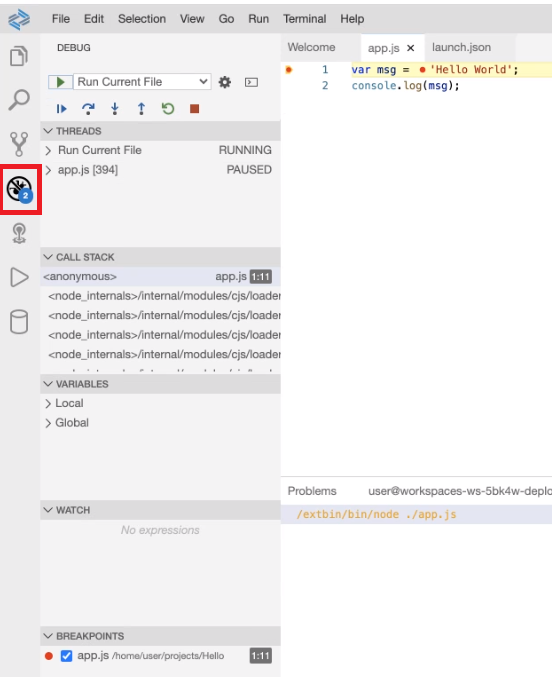 File Edit Selection View Go Run Terminal Help
DEBUG
Welcome app.js × launch.json
Run Current File
1 var msg = 'Hello World';
2 console.log(msg);
THREADS
Run Current File RUNNING
app.js [394] PAUSED
2
CALL STACK
<anonymous> app.js 1:11
<node_internals>/internal/modules/cjs/loader
<node_internals>/internal/modules/cjs/loader
<node_internals>/internal/modules/cjs/loader
<node_internals>/internal/modules/cjs/loader
VARIABLES
Local
Global
Problems user@workspaces-ws-5bk4w-deplo
/extbin/bin/node ./app.js
WATCH
No expressions
BREAKPOINTS
app.js /home/user/projects/Hello 1:11